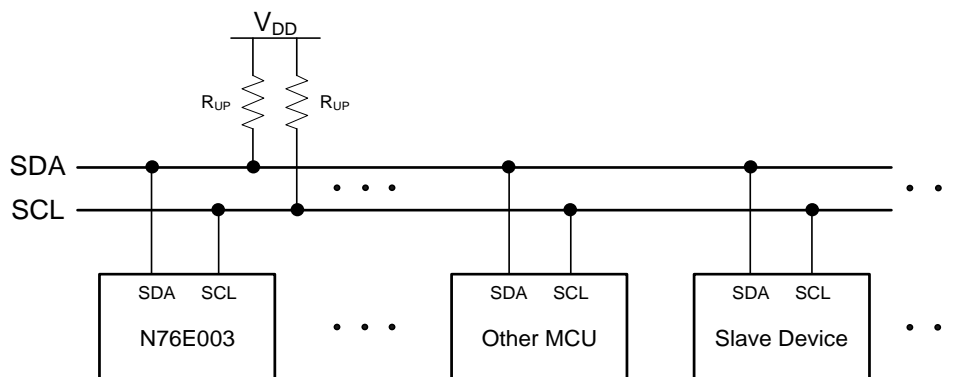 VDD
RUP RUP
SDA
SCL
SDA SCL SDA SCL SDA SCL
N76E003 Other MCU Slave Device